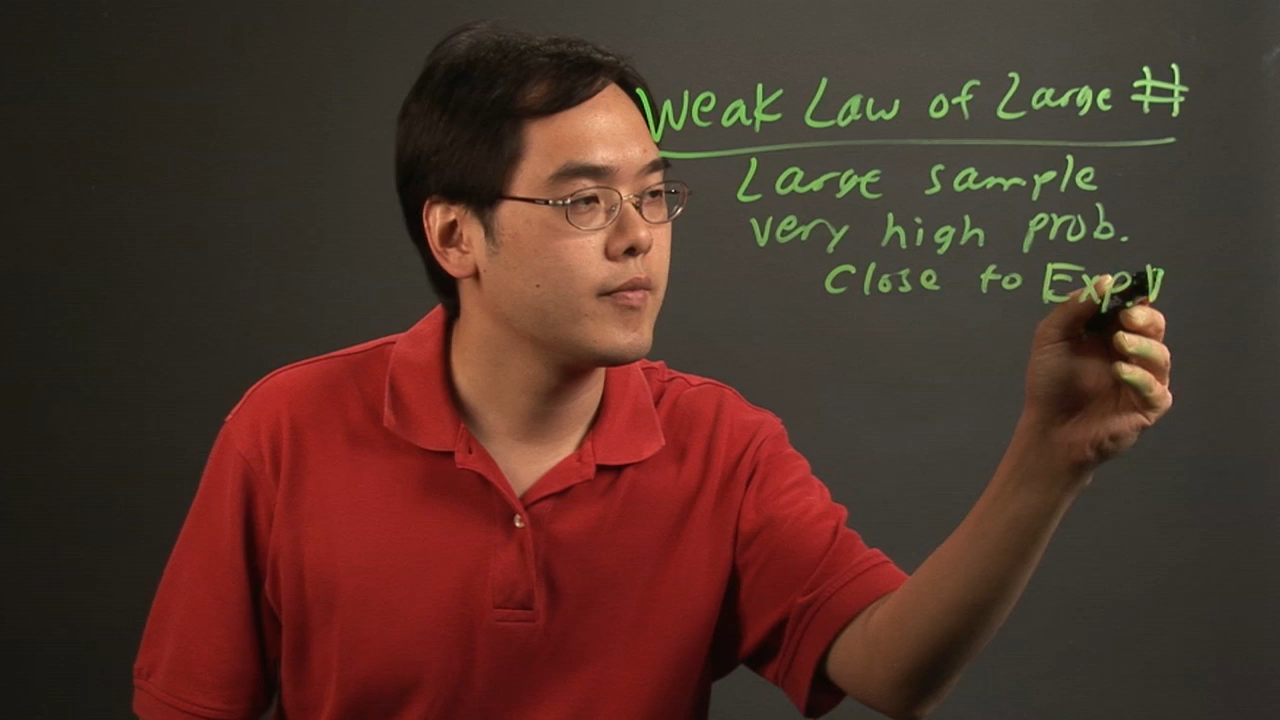 Weak Law of Large #
Large sample
very high prob.
Close to Exp. V